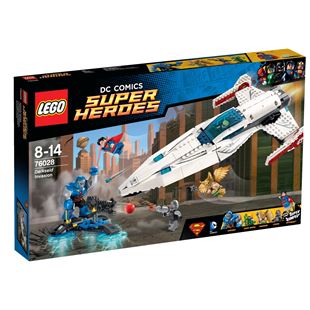 LEGO
DC COMICS
SUPER HEROES
8-14
76028
Darkseid
Invasion